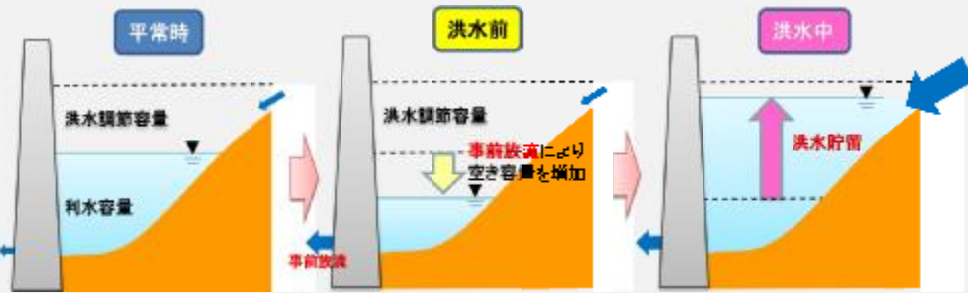 平常時
洪水調節容量
利水容量
洪水前
洪水調節容量
事前放流により
空き容量を増加
事前放流
洪水中
洪水貯留